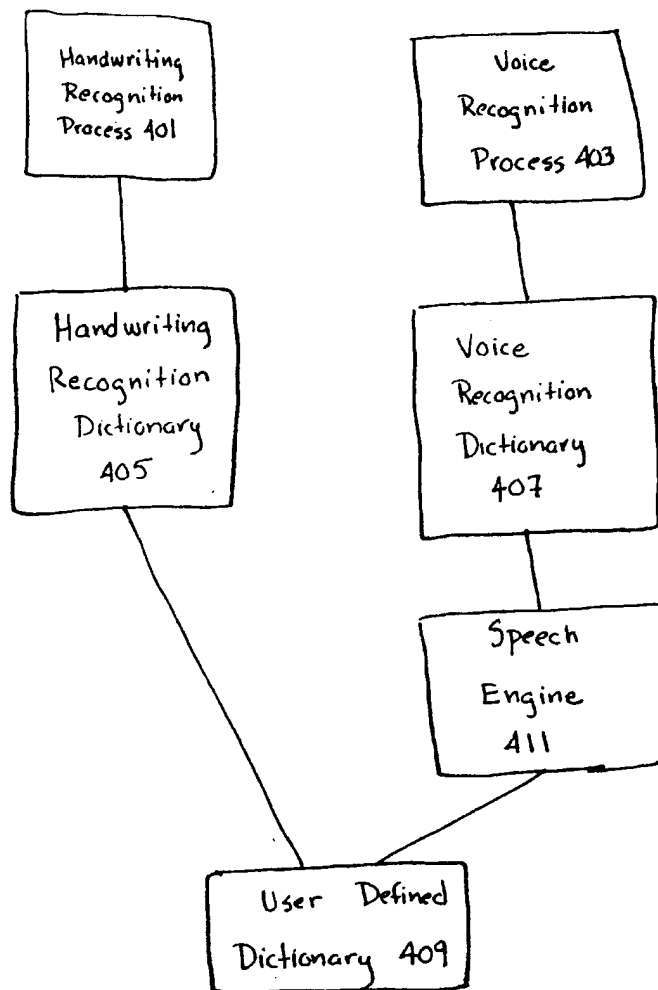 Handwriting
Recognition
Process 401
Voice
Recognition
Process 403
Handwriting
Recognition
Dictionary
405
Voice
Recognition
Dictionary
407
Speech
Engine
411
User Defined
Dictionary 409